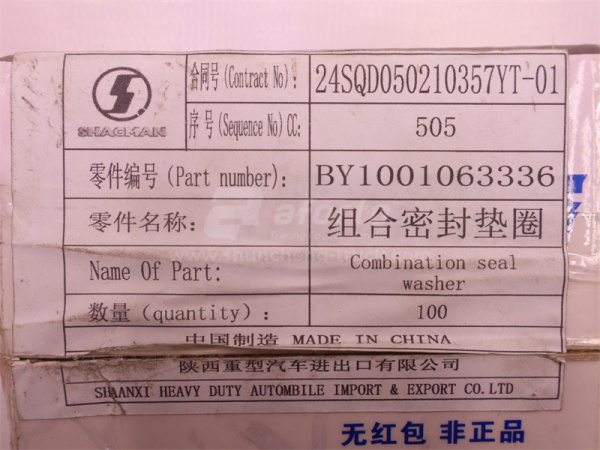 SHACMAN
合同号(Contract No):
24SQD050210357YT-01
序号(Sequence No)CC:
505
零件编号(Part number):
BY1001063336
零件名称:
组合密封垫圈
Name Of Part:
Combination seal
washer
数量(quantity):
100
中国制造 MADE IN CHINA
陕西重型汽车进出口有限公司
SHAANXI HEAVY DUTY AUTOMBILE IMPORT & EXPORT CO.LTD
无红包 非正品